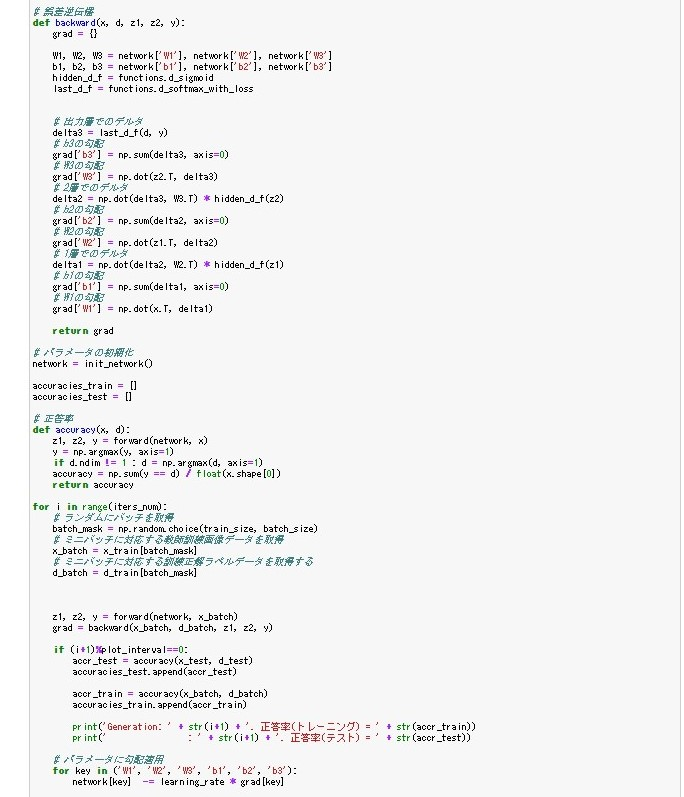 # 誤差逆伝播
def backward(x, d, z1, z2, y):
    grad = {}

    W1, W2, W3 = network['W1'], network['W2'], network['W3']
    b1, b2, b3 = network['b1'], network['b2'], network['b3']
    hidden_d_f = functions.d_sigmoid
    last_d_f = functions.d_softmax_with_loss

    # 出力層でのデルタ
    delta3 = last_d_f(d, y)
    # b3の勾配
    grad['b3'] = np.sum(delta3, axis=0)
    # W3の勾配
    grad['W3'] = np.dot(z2.T, delta3)
    # 2層でのデルタ
    delta2 = np.dot(delta3, W3.T) * hidden_d_f(z2)
    # b2の勾配
    grad['b2'] = np.sum(delta2, axis=0)
    # W2の勾配
    grad['W2'] = np.dot(z1.T, delta2)
    # 1層でのデルタ
    delta1 = np.dot(delta2, W2.T) * hidden_d_f(z1)
    # b1の勾配
    grad['b1'] = np.sum(delta1, axis=0)
    # W1の勾配
    grad['W1'] = np.dot(x.T, delta1)

    return grad

# パラメータの初期化
network = init_network()

accuracies_train = []
accuracies_test = []

# 正答率
def accuracy(x, d):
    z1, z2, y = forward(network, x)
    y = np.argmax(y, axis=1)
    if d.ndim != 1 : d = np.argmax(d, axis=1)
    accuracy = np.sum(y == d) / float(x.shape[0])
    return accuracy

for i in range(iters_num):
    # ランダムにバッチを取得
    batch_mask = np.random.choice(train_size, batch_size)
    # ミニバッチに対応する教師訓練画像データを取得
    x_batch = x_train[batch_mask]
    # ミニバッチに対応する訓練正解ラベルデータを取得する
    d_batch = d_train[batch_mask]

    z1, z2, y = forward(network, x_batch)
    grad = backward(x_batch, d_batch, z1, z2, y)

    if (i+1)%plot_interval==0:
        accr_test = accuracy(x_test, d_test)
        accuracies_test.append(accr_test)

        accr_train = accuracy(x_batch, d_batch)
        accuracies_train.append(accr_train)

        print('Generation: ' + str(i+1) + '. 正答率(トレーニング) = ' + str(accr_train))
        print('                : ' + str(i+1) + '. 正答率(テスト) = ' + str(accr_test))

    # パラメータに勾配適用
    for key in ('W1', 'W2', 'W3', 'b1', 'b2', 'b3'):
        network[key]  -= learning_rate * grad[key]